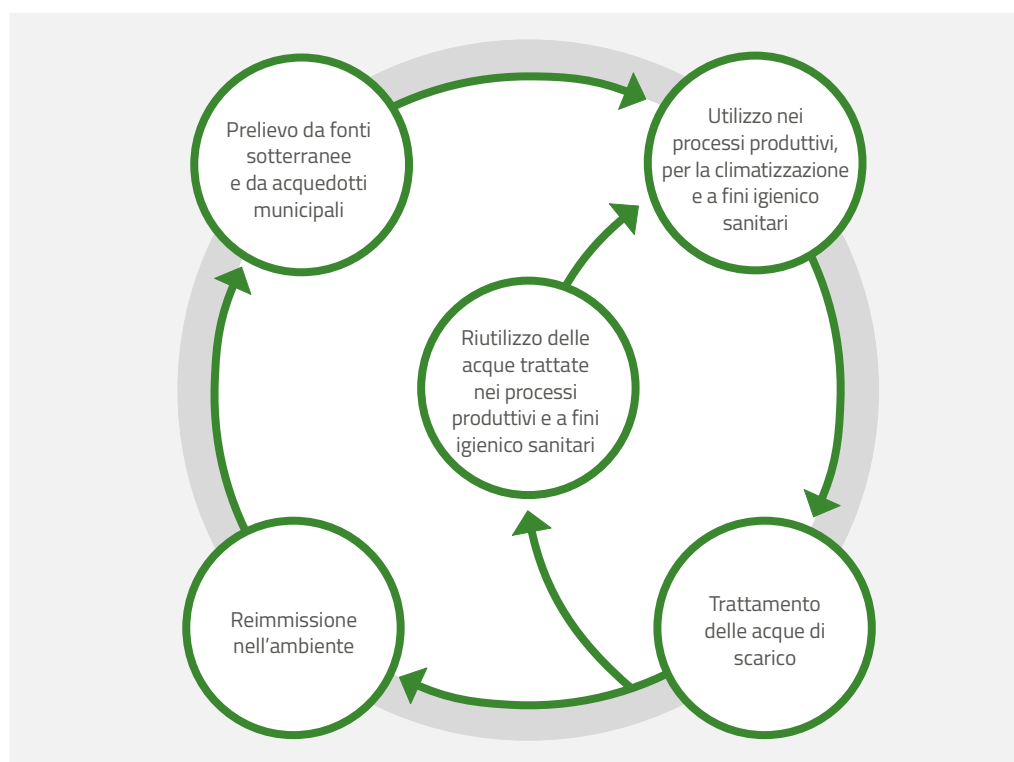 Prelievo da fonti
sotterranee
e da acquedotti
municipali
Utilizzo nei
processi produttivi,
per la climatizzazione
e a fini igienico
sanitari
Riutilizzo delle
acque trattate
nei processi
produttivi e a fini
igienico sanitari
Reimmissione
nell'ambiente
Trattamento
delle acque di
scarico